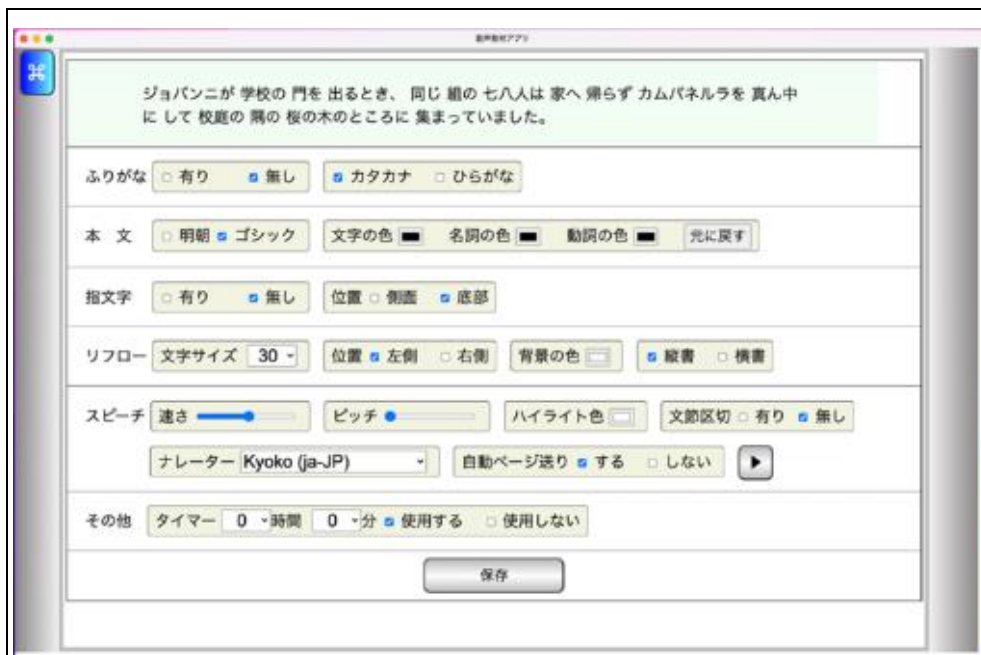 音声教材アプリ
⌘
ジョバンニが 学校の 門を 出るとき、 同じ 組の 七八人は 家へ 帰らず カムパネルラを 真ん中
に して 校庭の 隅の 桜の木のところに 集まっていました。
ふりがな 有り 無し カタカナ ひらがな
本 文 明朝 ゴシック 文字の色 名詞の色 動詞の色 元に戻す
指文字 有り 無し 位置 側面 底部
リフロー 文字サイズ 30 位置 左側 右側 背景の色 縦書 横書
スピーチ 速さ ピッチ ハイライト色 文節区切 有り 無し
ナレーター Kyoko (ja-JP) 自動ページ送り する しない
その他 タイマー 0 時間 0 分 使用する 使用しない
保存